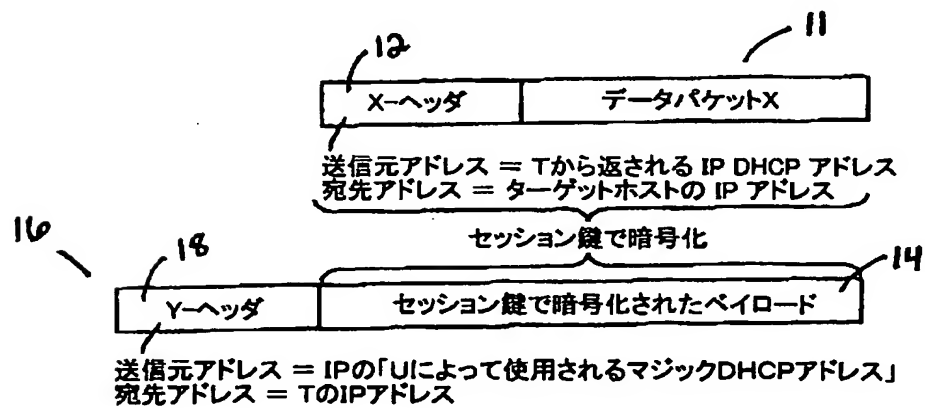 12
11
X-ヘッダ データパケットX
送信元アドレス = Tから返される IP DHCP アドレス
宛先アドレス = ターゲットホストの IP アドレス
セッション鍵で暗号化
16
18
14
Y-ヘッダ セッション鍵で暗号化されたペイロード
送信元アドレス = IPの「Uによって使用されるマジックDHCPアドレス」
宛先アドレス = TのIPアドレス